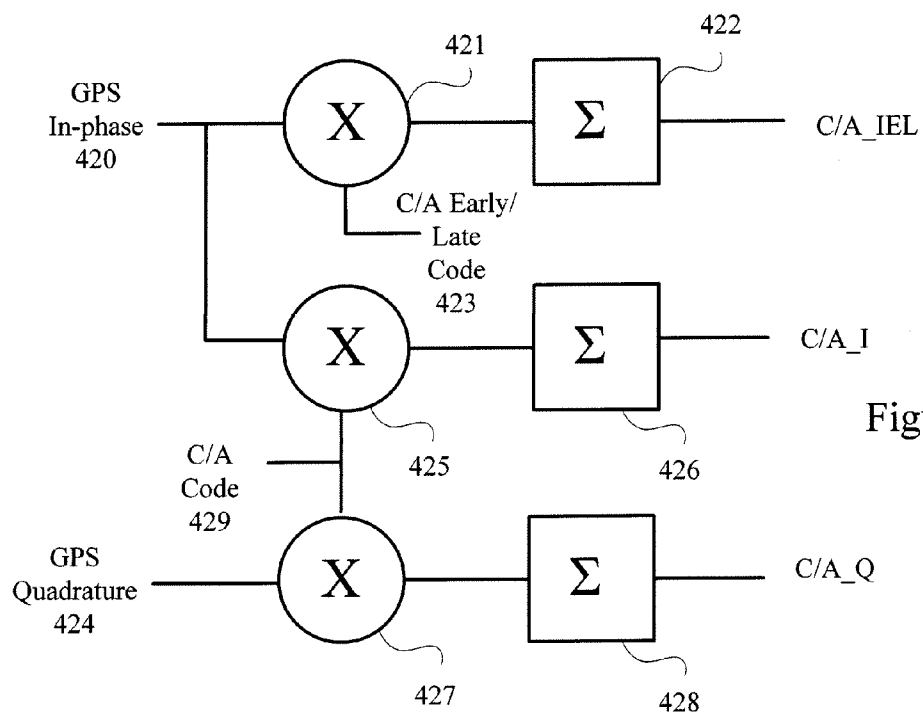 421
422
GPS
In-phase
420
X
Σ
C/A_IEL
C/A Early/
Late
Code
423
X
Σ
C/A_I
Fig
425
426
C/A
Code
429
GPS
Quadrature
424
X
Σ
C/A_Q
427
428